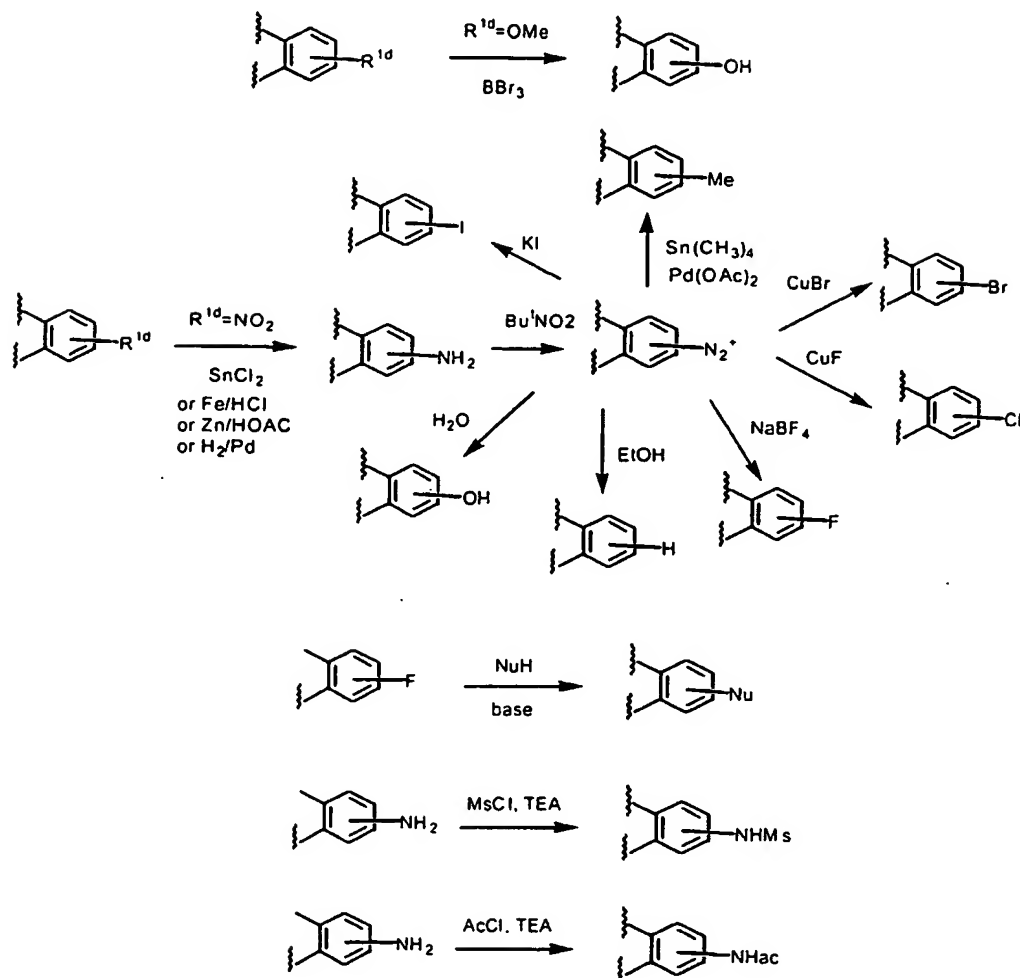 R¹ᵈ=OMe
R¹ᵈ
BBr₃
OH
Me
I
KI
Sn(CH₃)₄
Pd(OAc)₂
CuBr
Br
R¹ᵈ
R¹ᵈ=NO₂
SnCl₂
or Fe/HCl
or Zn/HOAC
or H₂/Pd
NH₂
BuᵗNO2
N₂⁺
CuF
Cl
H₂O
OH
EtOH
H
NaBF₄
F
F
NuH
base
Nu
NH₂
MsCl, TEA
NHMs
NH₂
AcCl, TEA
NHac